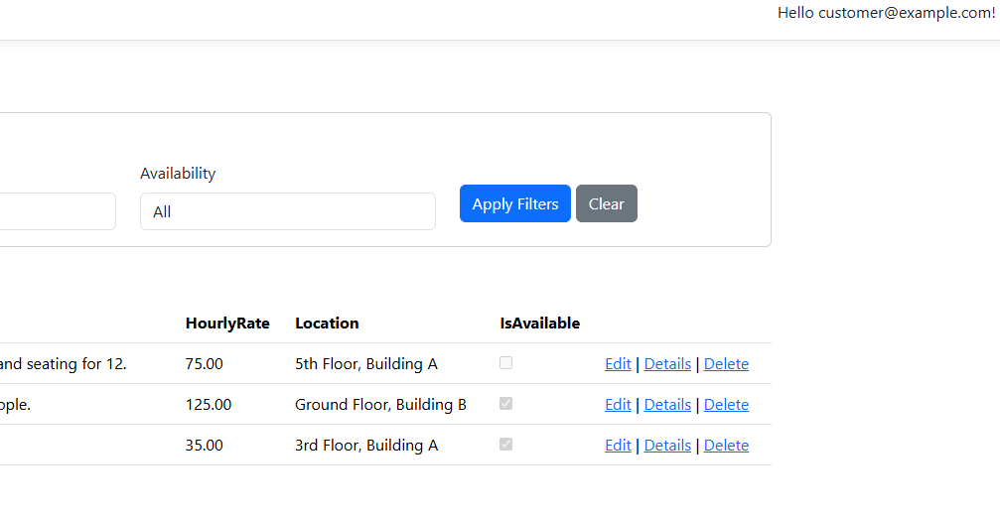 Hello customer@example.com!
Availability
All
Apply Filters Clear
HourlyRate Location IsAvailable
and seating for 12. 75.00 5th Floor, Building A Edit | Details | Delete
ople. 125.00 Ground Floor, Building B Edit | Details | Delete
35.00 3rd Floor, Building A Edit | Details | Delete